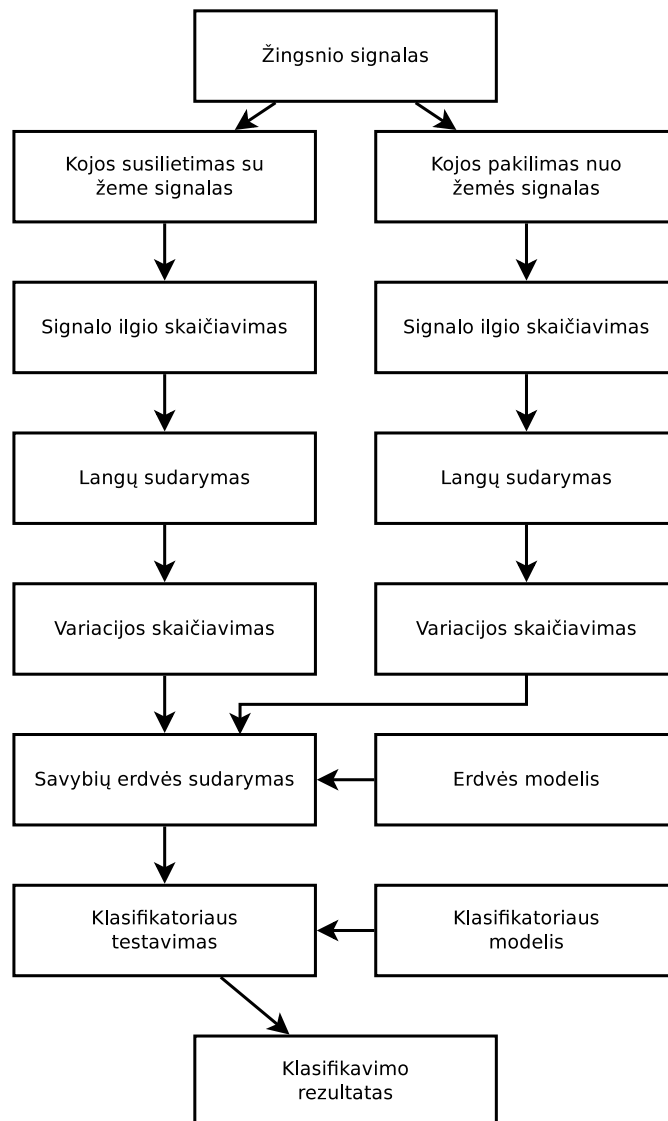 Žingsnio signalas
Kojos susilietimas su
žeme signalas
Kojos pakilimas nuo
žemės signalas
Signalo ilgio skaičiavimas
Signalo ilgio skaičiavimas
Langų sudarymas
Langų sudarymas
Variacijos skaičiavimas
Variacijos skaičiavimas
Savybių erdvės sudarymas
Erdvės modelis
Klasifikatoriaus
testavimas
Klasifikatoriaus
modelis
Klasifikavimo
rezultatas